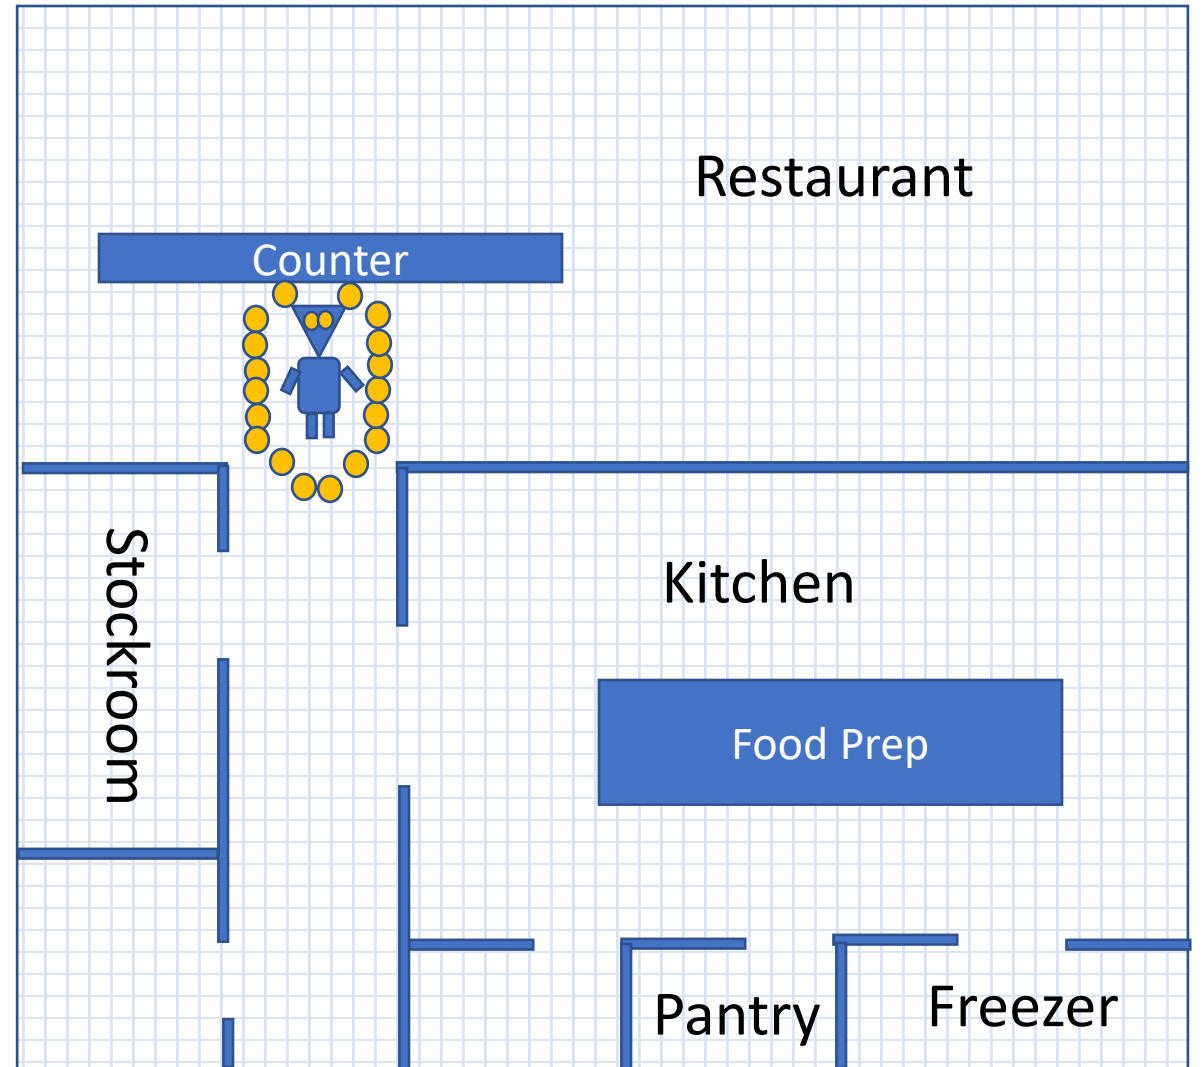 Restaurant
Counter
Stockroom
Kitchen
Food Prep
Pantry
Freezer